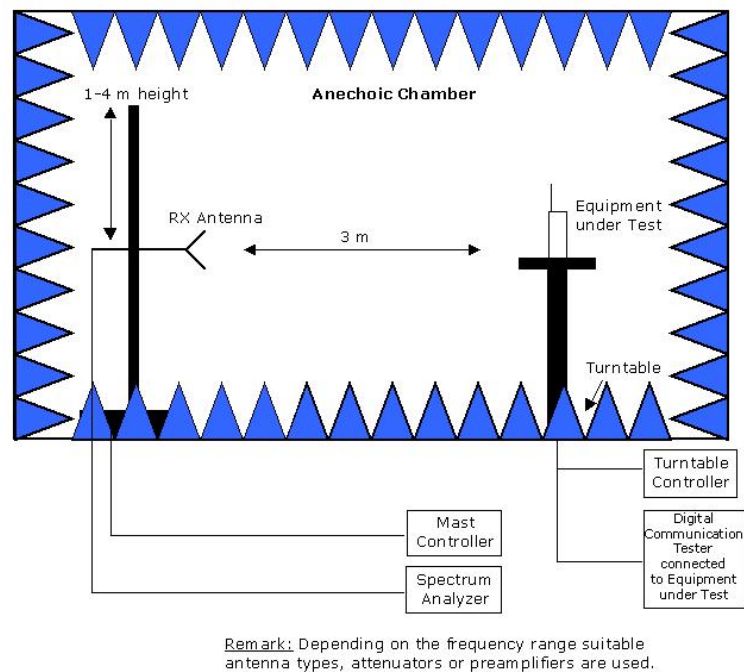 1-4 m height
Anechoic Chamber
RX Antenna
Equipment
under Test
3 m
Turntable
Turntable
Controller
Mast
Controller
Digital
Communication
Tester
connected
to Equipment
under Test
Spectrum
Analyzer
Remark: Depending on the frequency range suitable
antenna types, attenuators or preamplifiers are used.